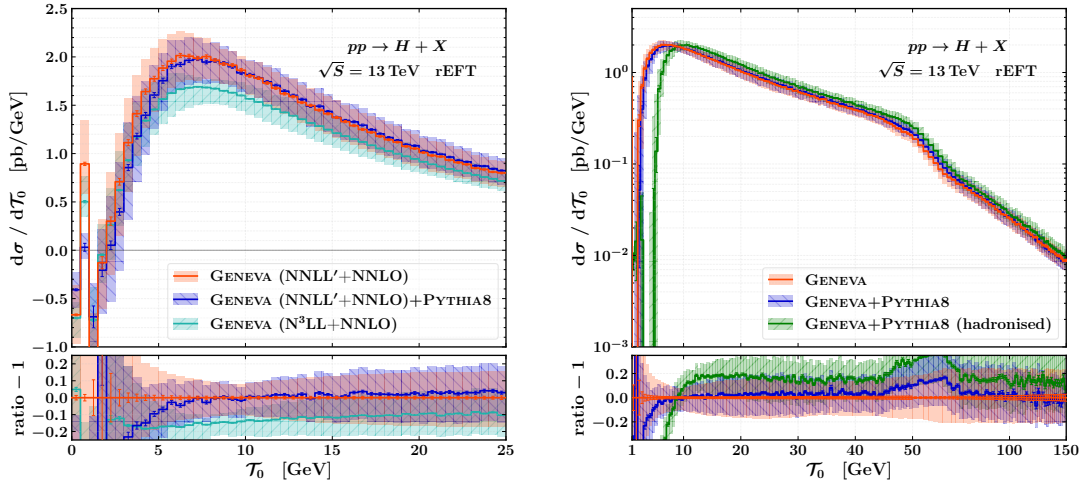 2.5
2.0
1.5
1.0
0.5
0.0
−0.5
−1.0
dσ / d𝒯₀ [pb/GeV]
pp → H + X
√S = 13 TeV rEFT
GENEVA (NNLL′+NNLO)
GENEVA (NNLL′+NNLO)+PYTHIA8
GENEVA (N³LL+NNLO)
0.2
0.1
0.0
−0.1
−0.2
ratio − 1
0 5 10 15 20 25
𝒯₀ [GeV]
10⁰
10⁻¹
10⁻²
10⁻³
dσ / d𝒯₀ [pb/GeV]
pp → H + X
√S = 13 TeV rEFT
GENEVA
GENEVA+PYTHIA8
GENEVA+PYTHIA8 (hadronised)
0.2
0.1
0.0
−0.1
−0.2
ratio − 1
1 10 20 30 40 50 100 150
𝒯₀ [GeV]